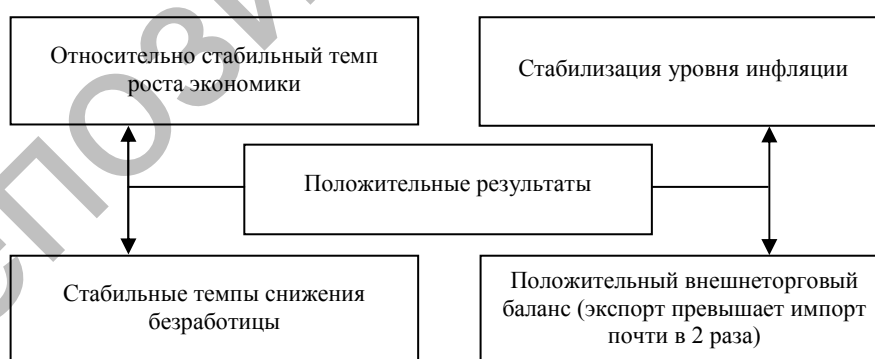 Относительно стабильный темп
роста экономики
Стабилизация уровня инфляции
Положительные результаты
Стабильные темпы снижения
безработицы
Положительный внешнеторговый
баланс (экспорт превышает импорт
почти в 2 раза)